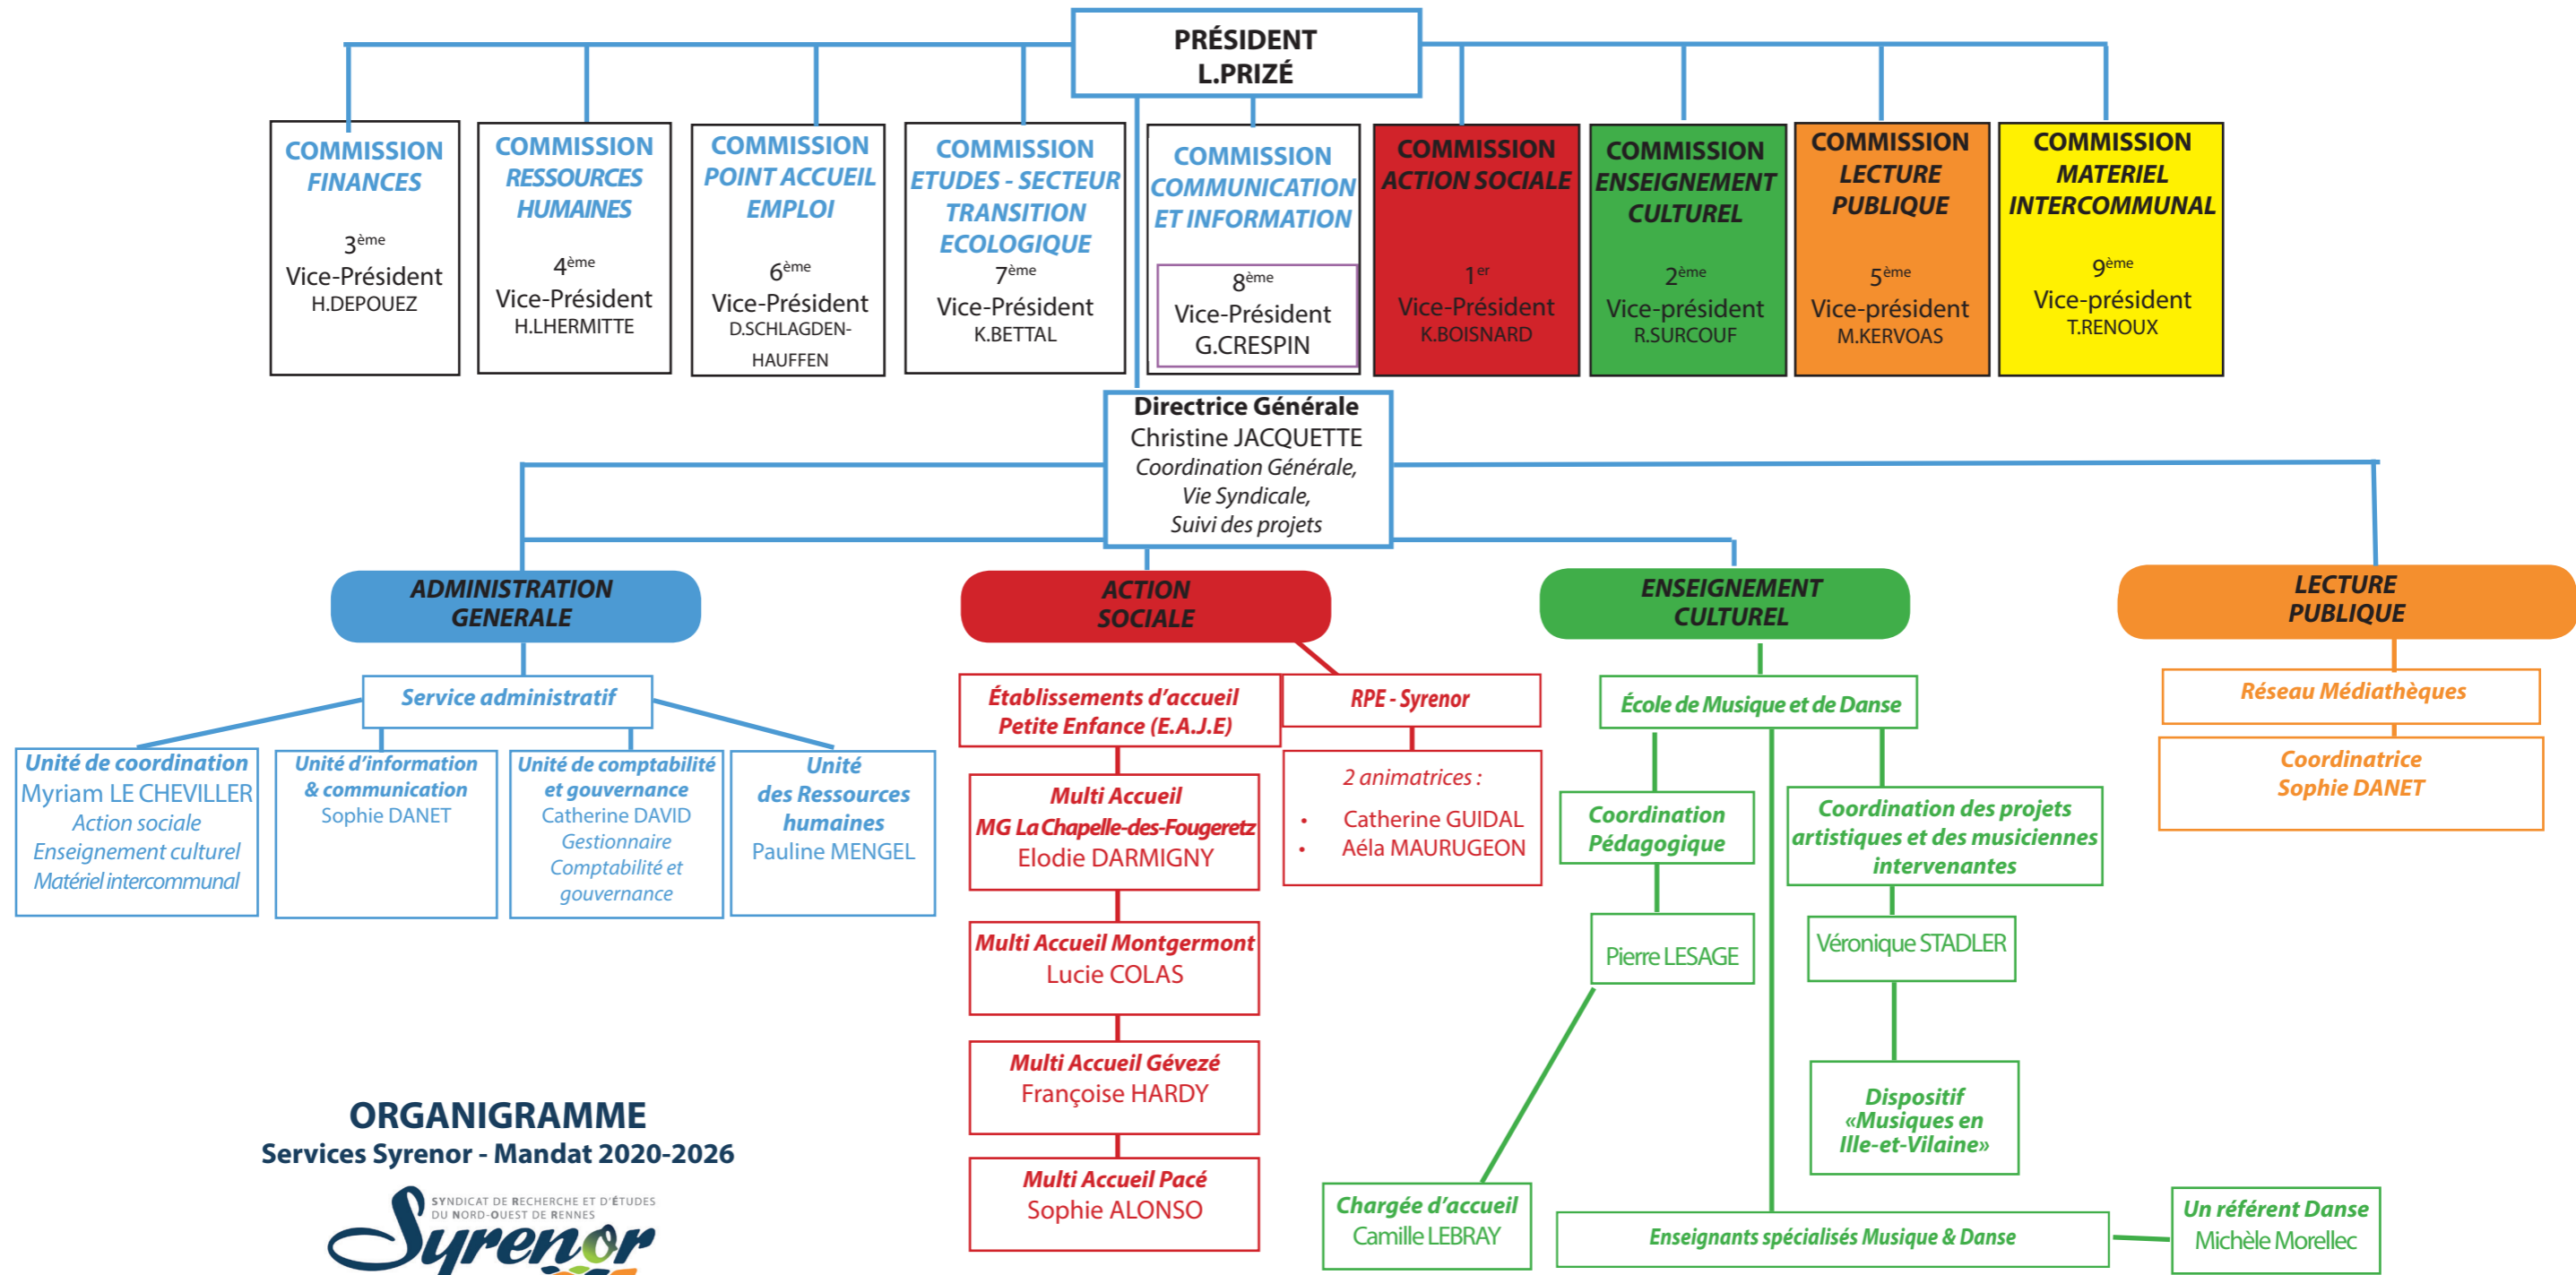 PRÉSIDENT
L.PRIZÉ
COMMISSION
FINANCES
3ème
Vice-Président
H.DEPOUEZ
COMMISSION
RESSOURCES
HUMAINES
4ème
Vice-Président
H.LHERMITTE
COMMISSION
POINT ACCUEIL
EMPLOI
6ème
Vice-Président
D.SCHLAGDEN-
HAUFFEN
COMMISSION
ETUDES - SECTEUR
TRANSITION
ECOLOGIQUE
7ème
Vice-Président
K.BETTAL
COMMISSION
COMMUNICATION
ET INFORMATION
8ème
Vice-Président
G.CRESPIN
COMMISSION
ACTION SOCIALE
1er
Vice-Président
K.BOISNARD
COMMISSION
ENSEIGNEMENT
CULTUREL
2ème
Vice-président
R.SURCOUF
COMMISSION
LECTURE
PUBLIQUE
5ème
Vice-président
M.KERVOAS
COMMISSION
MATERIEL
INTERCOMMUNAL
9ème
Vice-président
T.RENOUX
Directrice Générale
Christine JACQUETTE
Coordination Générale,
Vie Syndicale,
Suivi des projets
ADMINISTRATION
GENERALE
ACTION
SOCIALE
ENSEIGNEMENT
CULTUREL
LECTURE
PUBLIQUE
Service administratif
Unité de coordination
Myriam LE CHEVILLER
Action sociale
Enseignement culturel
Matériel intercommunal
Unité d'information
& communication
Sophie DANET
Unité de comptabilité
et gouvernance
Catherine DAVID
Gestionnaire
Comptabilité et
gouvernance
Unité
des Ressources
humaines
Pauline MENGEL
Établissements d'accueil
Petite Enfance (E.A.J.E)
Multi Accueil
MG La Chapelle-des-Fougeretz
Elodie DARMIGNY
Multi Accueil Montgermont
Lucie COLAS
Multi Accueil Gévezé
Françoise HARDY
Multi Accueil Pacé
Sophie ALONSO
RPE - Syrenor
2 animatrices :
• Catherine GUIDAL
• Aéla MAURUGEON
École de Musique et de Danse
Coordination
Pédagogique
Pierre LESAGE
Chargée d'accueil
Camille LEBRAY
Coordination des projets
artistiques et des musiciennes
intervenantes
Véronique STADLER
Dispositif
«Musiques en
Ille-et-Vilaine»
Enseignants spécialisés Musique & Danse
Un référent Danse
Michèle Morellec
Réseau Médiathèques
Coordinatrice
Sophie DANET
ORGANIGRAMME
Services Syrenor - Mandat 2020-2026
SYNDICAT DE RECHERCHE ET D'ÉTUDES
DU NORD-OUEST DE RENNES
Syrenor